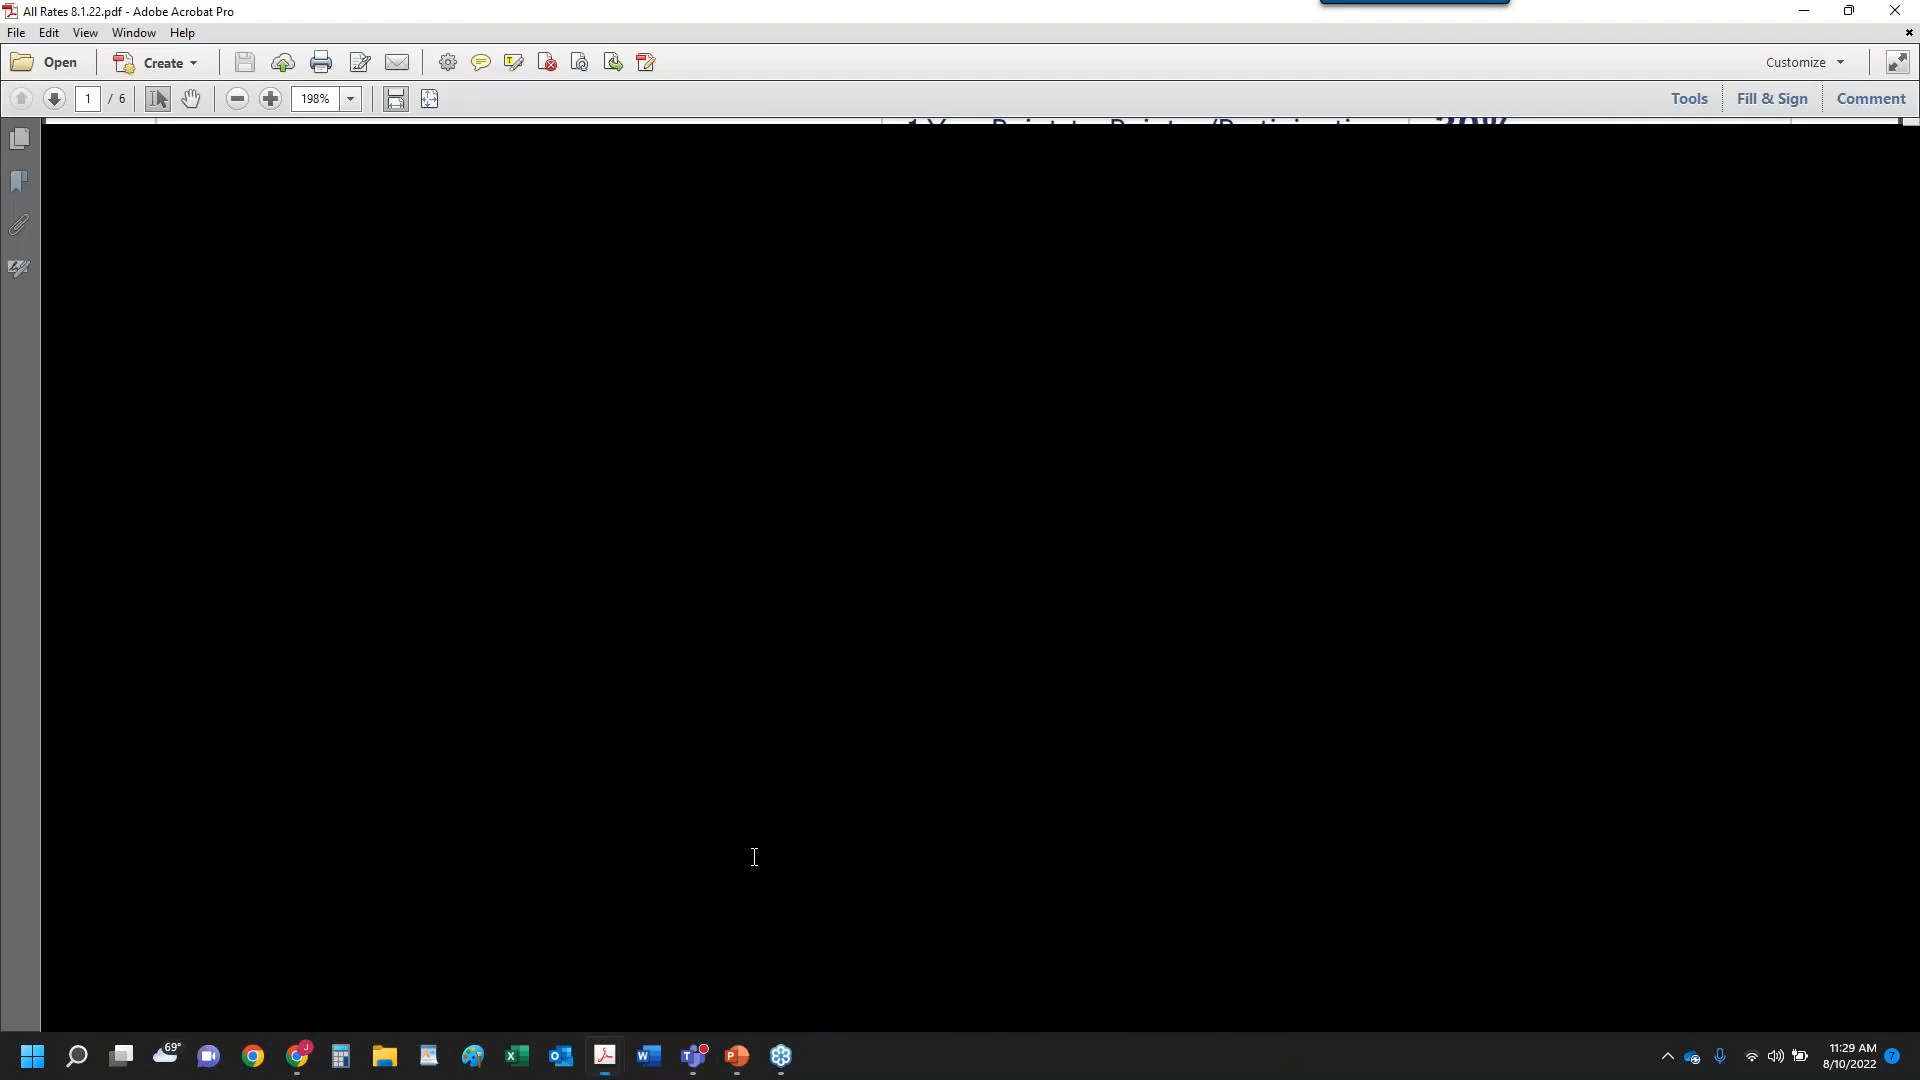 All Rates 8.1.22.pdf - Adobe Acrobat Pro
File Edit View Window Help
Open Create Customize
1 / 6 198% Tools Fill & Sign Comment
69°
11:29 AM
8/10/2022 7